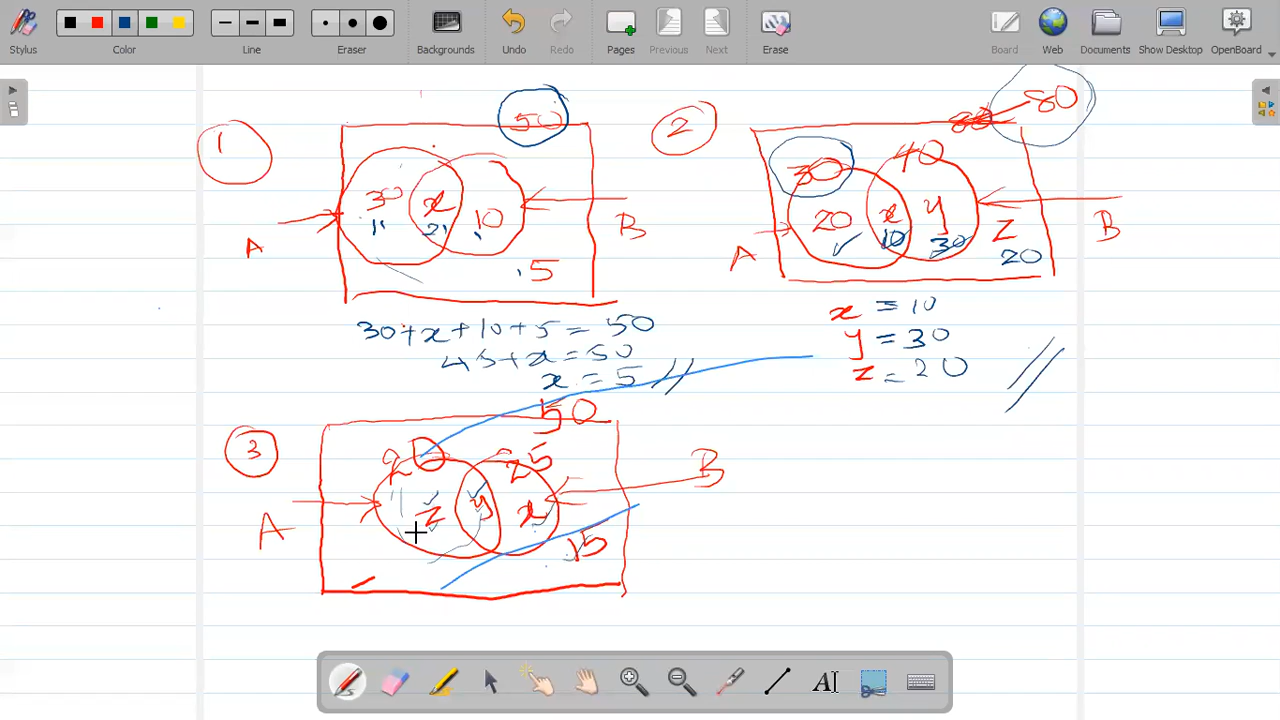 Stylus Color Line Eraser Backgrounds Undo Redo Pages Previous Next Erase Board Web Documents Show Desktop OpenBoard
1
50
30 x 10
A
B
5
30+x+10+5=50
45+x=50
x=5//
2
80
30 40
20 x y
10 30
z
20
A
B
x = 10
y = 30
z = 20
3
50
20 25
z y x
15
A
B
AI